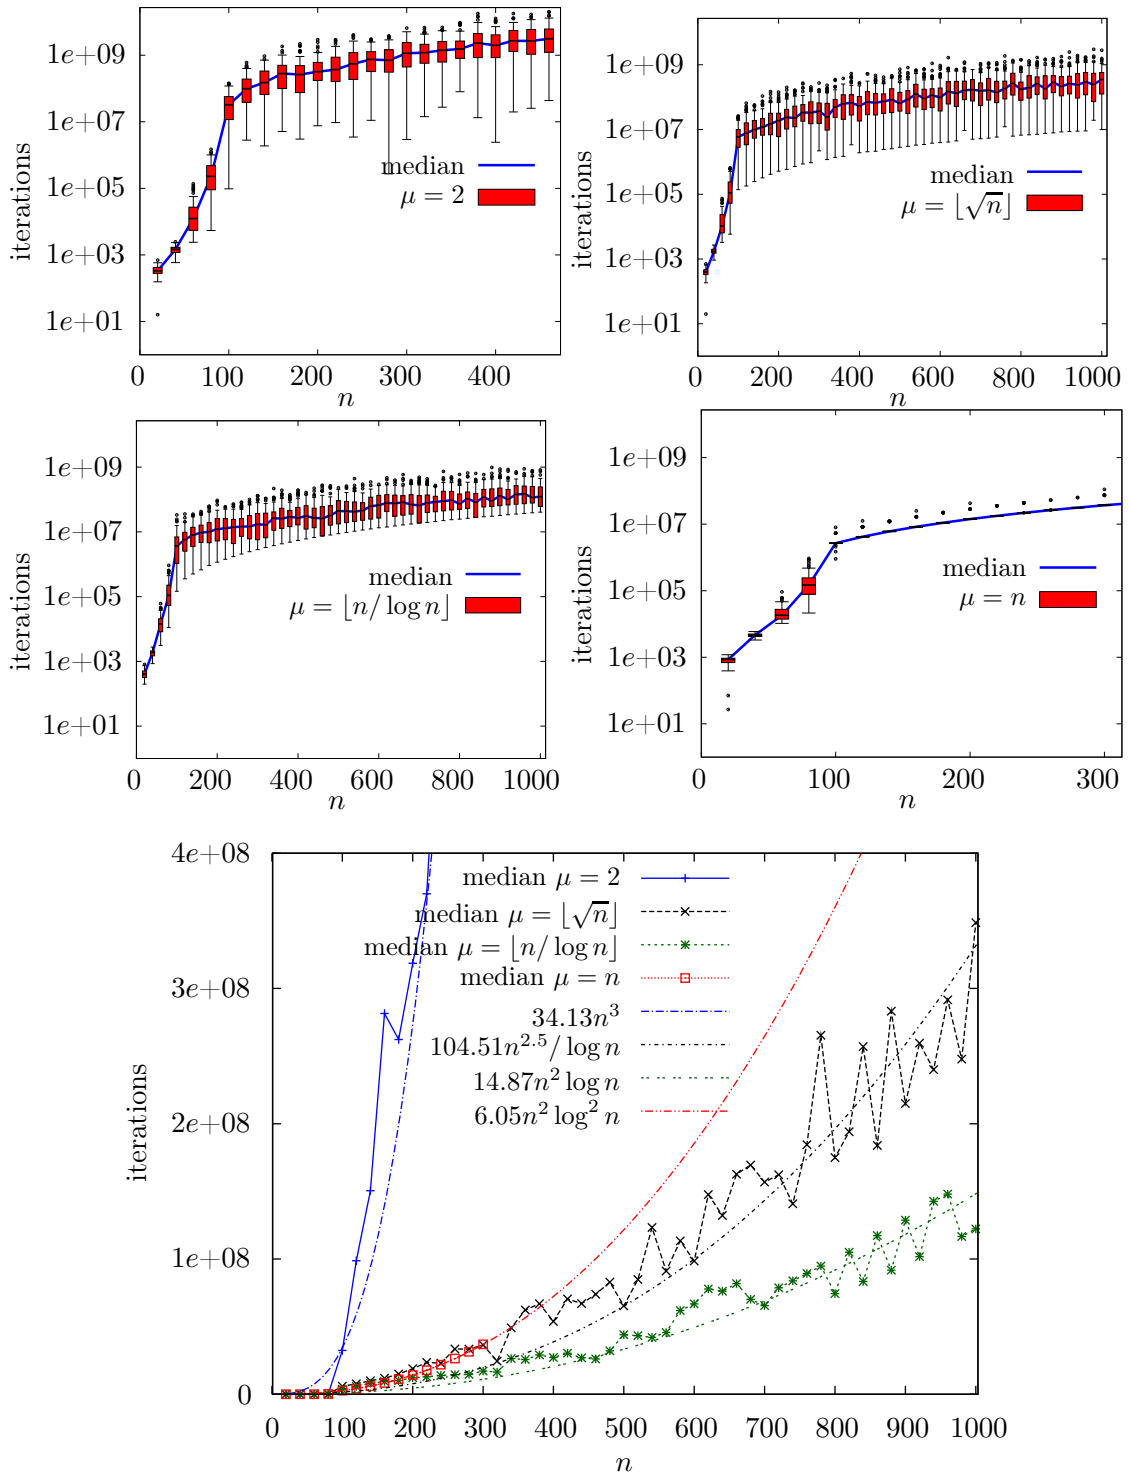 1e+09
1e+07
1e+05
1e+03
1e+01
iterations
median
μ = 2
0 100 200 300 400
n
1e+09
1e+07
1e+05
1e+03
1e+01
iterations
median
μ = ⌊√n⌋
0 200 400 600 800 1000
n
1e+09
1e+07
1e+05
1e+03
1e+01
iterations
median
μ = ⌊n/ log n⌋
0 200 400 600 800 1000
n
1e+09
1e+07
1e+05
1e+03
1e+01
iterations
median
μ = n
0 100 200 300
n
4e+08
3e+08
2e+08
1e+08
0
iterations
median μ = 2
median μ = ⌊√n⌋
median μ = ⌊n/ log n⌋
median μ = n
34.13n³
104.51n^2.5/ log n
14.87n² log n
6.05n² log² n
0 100 200 300 400 500 600 700 800 900 1000
n